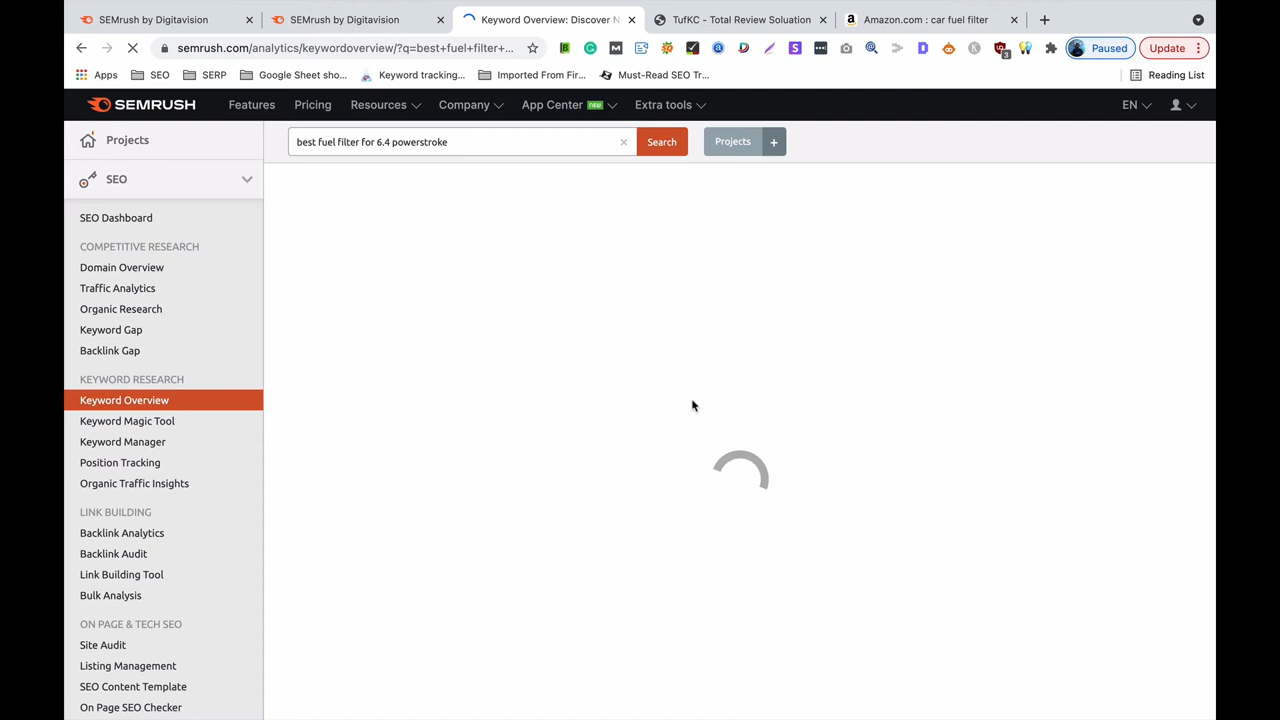 SEMrush by Digitavision
SEMrush by Digitavision
Keyword Overview: Discover N
TufKC - Total Review Soluation
Amazon.com : car fuel filter
semrush.com/analytics/keywordoverview/?q=best+fuel+filter+...
3
Paused
Update
Apps
SEO
SERP
Google Sheet sho...
Keyword tracking,...
Imported From Fir...
Must-Read SEO Tr...
Reading List
SEMRUSH
Features
Pricing
Resources
Company
App Center NEW
Extra tools
EN
Projects
best fuel filter for 6.4 powerstroke
Search
Projects
+
SEO
SEO Dashboard
COMPETITIVE RESEARCH
Domain Overview
Traffic Analytics
Organic Research
Keyword Gap
Backlink Gap
KEYWORD RESEARCH
Keyword Overview
Keyword Magic Tool
Keyword Manager
Position Tracking
Organic Traffic Insights
LINK BUILDING
Backlink Analytics
Backlink Audit
Link Building Tool
Bulk Analysis
ON PAGE & TECH SEO
Site Audit
Listing Management
SEO Content Template
On Page SEO Checker